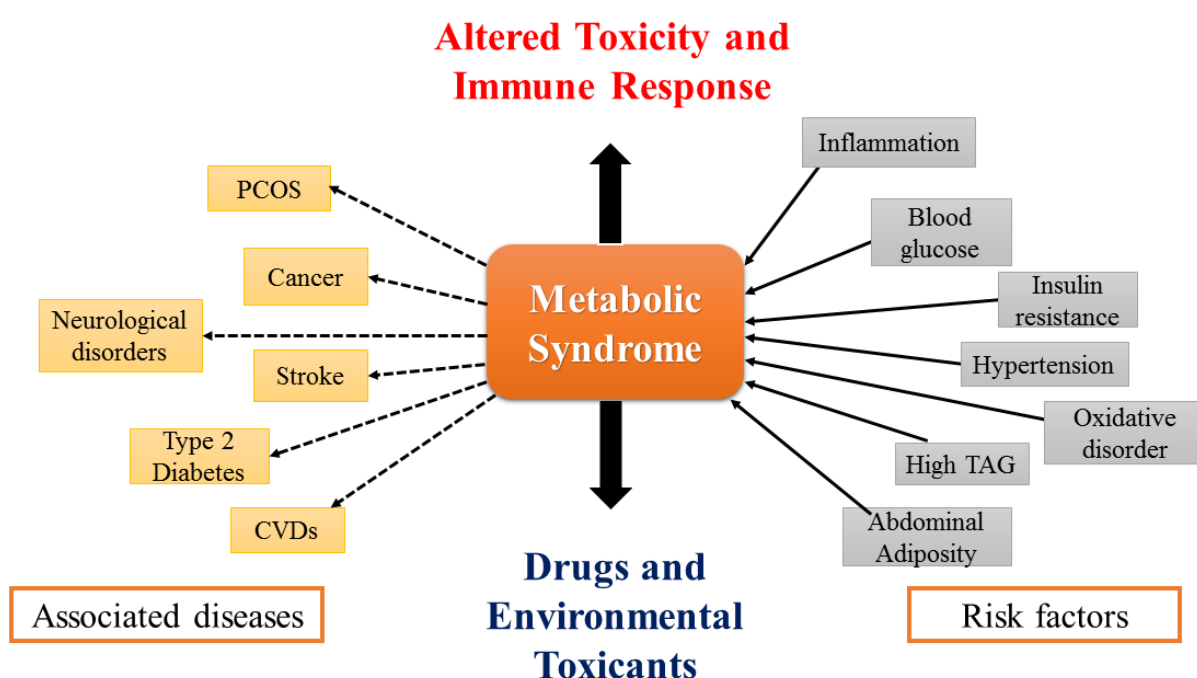 Altered Toxicity and
Immune Response
Inflammation
PCOS
Blood
glucose
Cancer
Insulin
resistance
Metabolic
Syndrome
Neurological
disorders
Hypertension
Stroke
Oxidative
disorder
Type 2
Diabetes
High TAG
CVDs
Abdominal
Adiposity
Drugs and
Environmental
Toxicants
Associated diseases
Risk factors